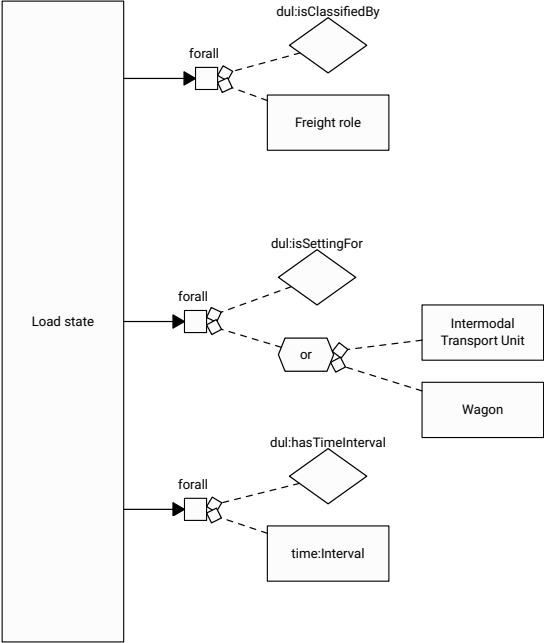 dul:isClassifiedBy
forall
Freight role
dul:isSettingFor
forall
Load state
Intermodal
Transport Unit
or
Wagon
dul:hasTimeInterval
forall
time:Interval